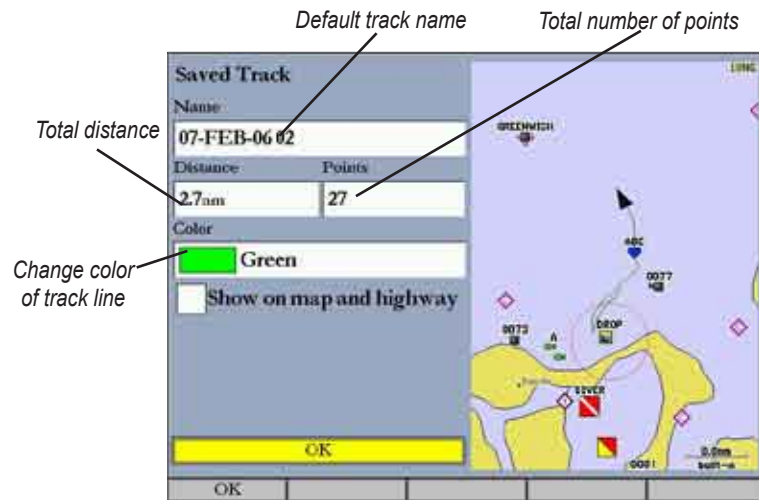 Default track name
Total number of points
Saved Track
LONG
Name
Total distance
07-FEB-06 02
GREENWICH
Distance
Points
2.7nm
27
Color
ABC
Change color
of track line
Green
0077
Show on map and highway
0073
A
DROP
DIVER
OK
0.0nm
0001
OK